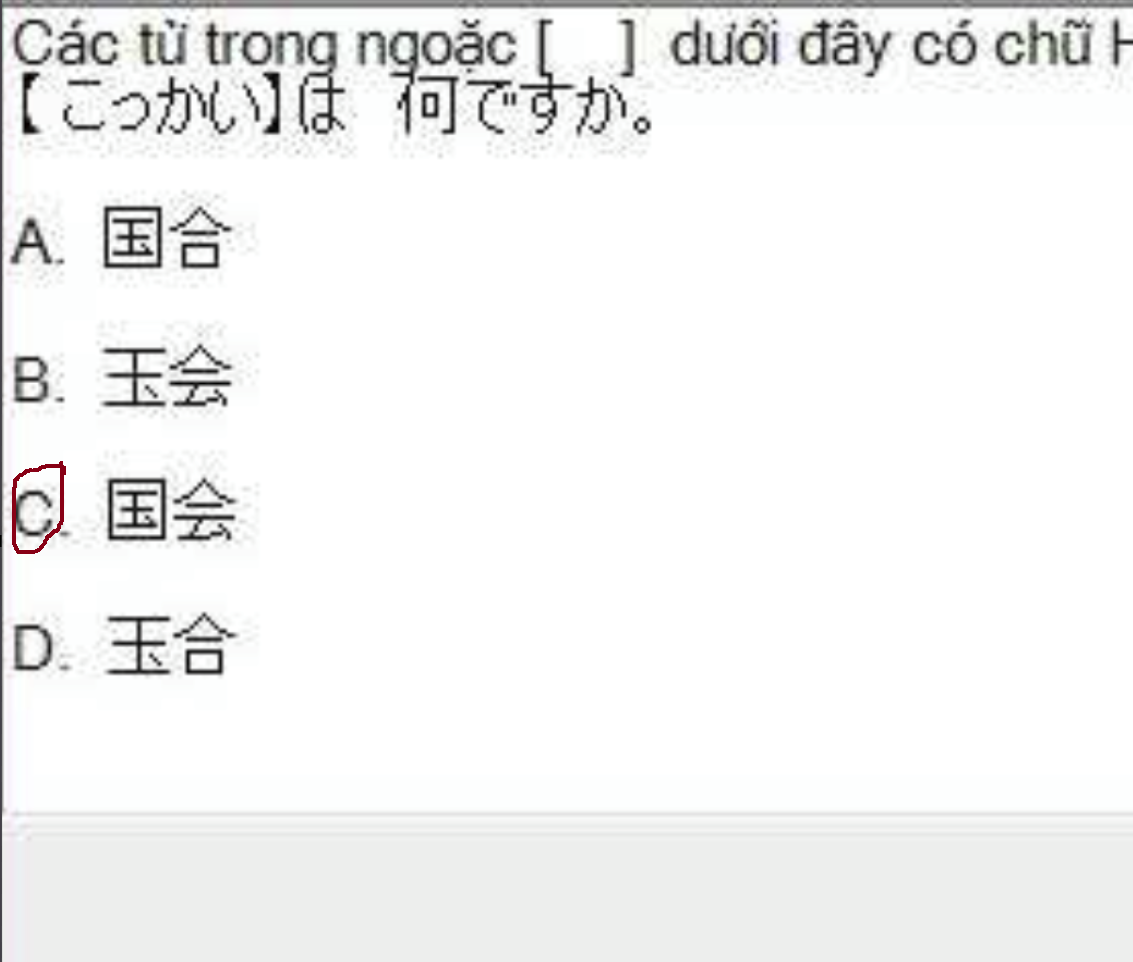 Các từ trong ngoặc [ ] dưới đây có chữ H
【こっかい】は 何ですか。
A. 国合
B. 玉会
C. 国会
D. 玉合